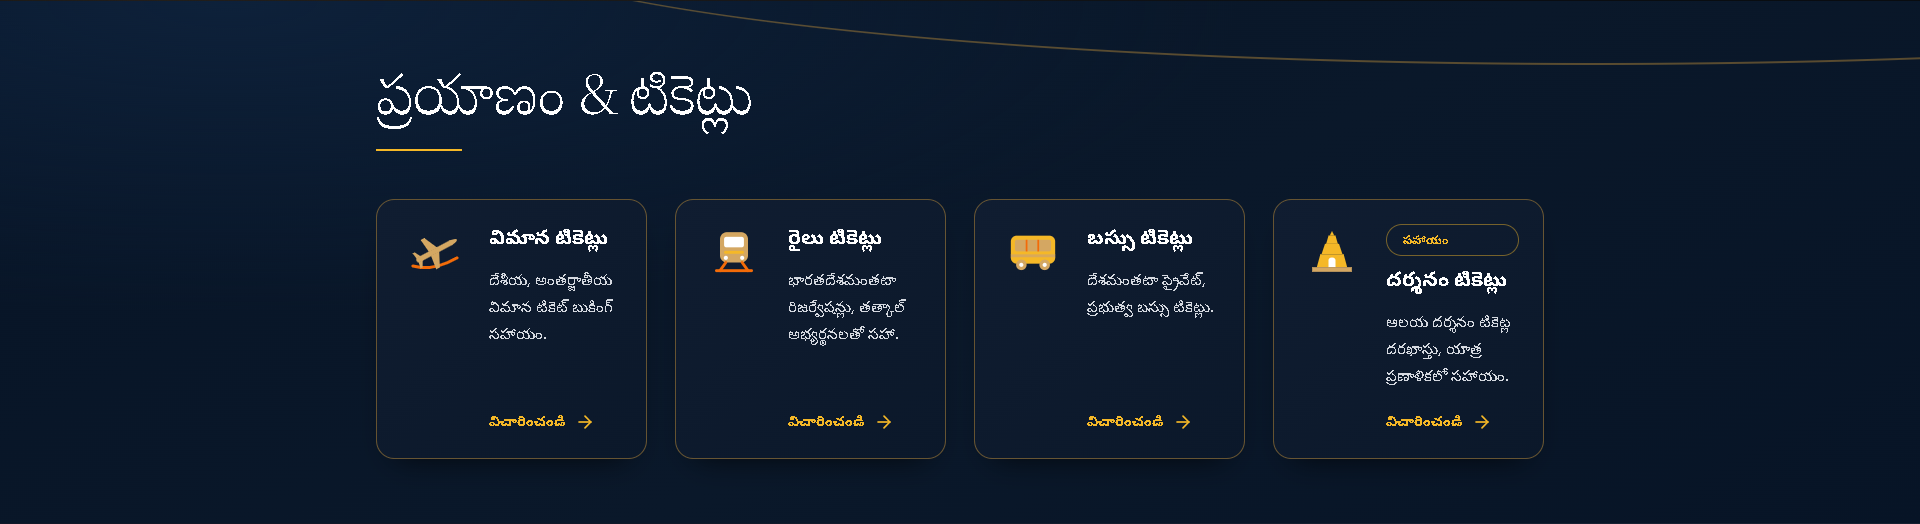 ప్రయాణం & టికెట్లు
విమాన టికెట్లు
దేశీయ, అంతర్జాతీయ
విమాన టికెట్ బుకింగ్
సహాయం.
విచారించండి →
రైలు టికెట్లు
భారతదేశమంతటా
రిజర్వేషన్లు, తత్కాల్
అభ్యర్థనలతో సహా.
విచారించండి →
బస్సు టికెట్లు
దేశమంతటా ప్రైవేట్,
ప్రభుత్వ బస్సు టికెట్లు.
విచారించండి →
సహాయం
దర్శనం టికెట్లు
ఆలయ దర్శనం టికెట్ల
దరఖాస్తు, యాత్ర
ప్రణాళికలో సహాయం.
విచారించండి →